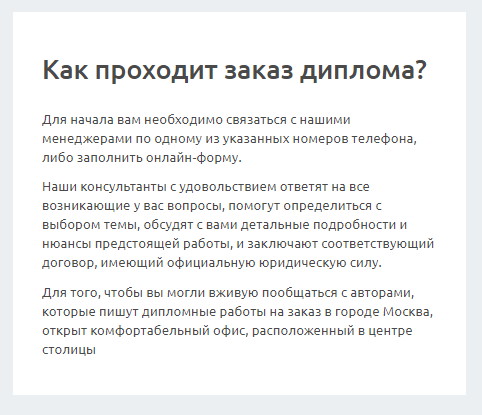 Как проходит заказ диплома?
Для начала вам необходимо связаться с нашими
менеджерами по одному из указанных номеров телефона,
либо заполнить онлайн-форму.
Наши консультанты с удовольствием ответят на все
возникающие у вас вопросы, помогут определиться с
выбором темы, обсудят с вами детальные подробности и
нюансы предстоящей работы, и заключают соответствующий
договор, имеющий официальную юридическую силу.
Для того, чтобы вы могли вживую пообщаться с авторами,
которые пишут дипломные работы на заказ в городе Москва,
открыт комфортабельный офис, расположенный в центре
столицы